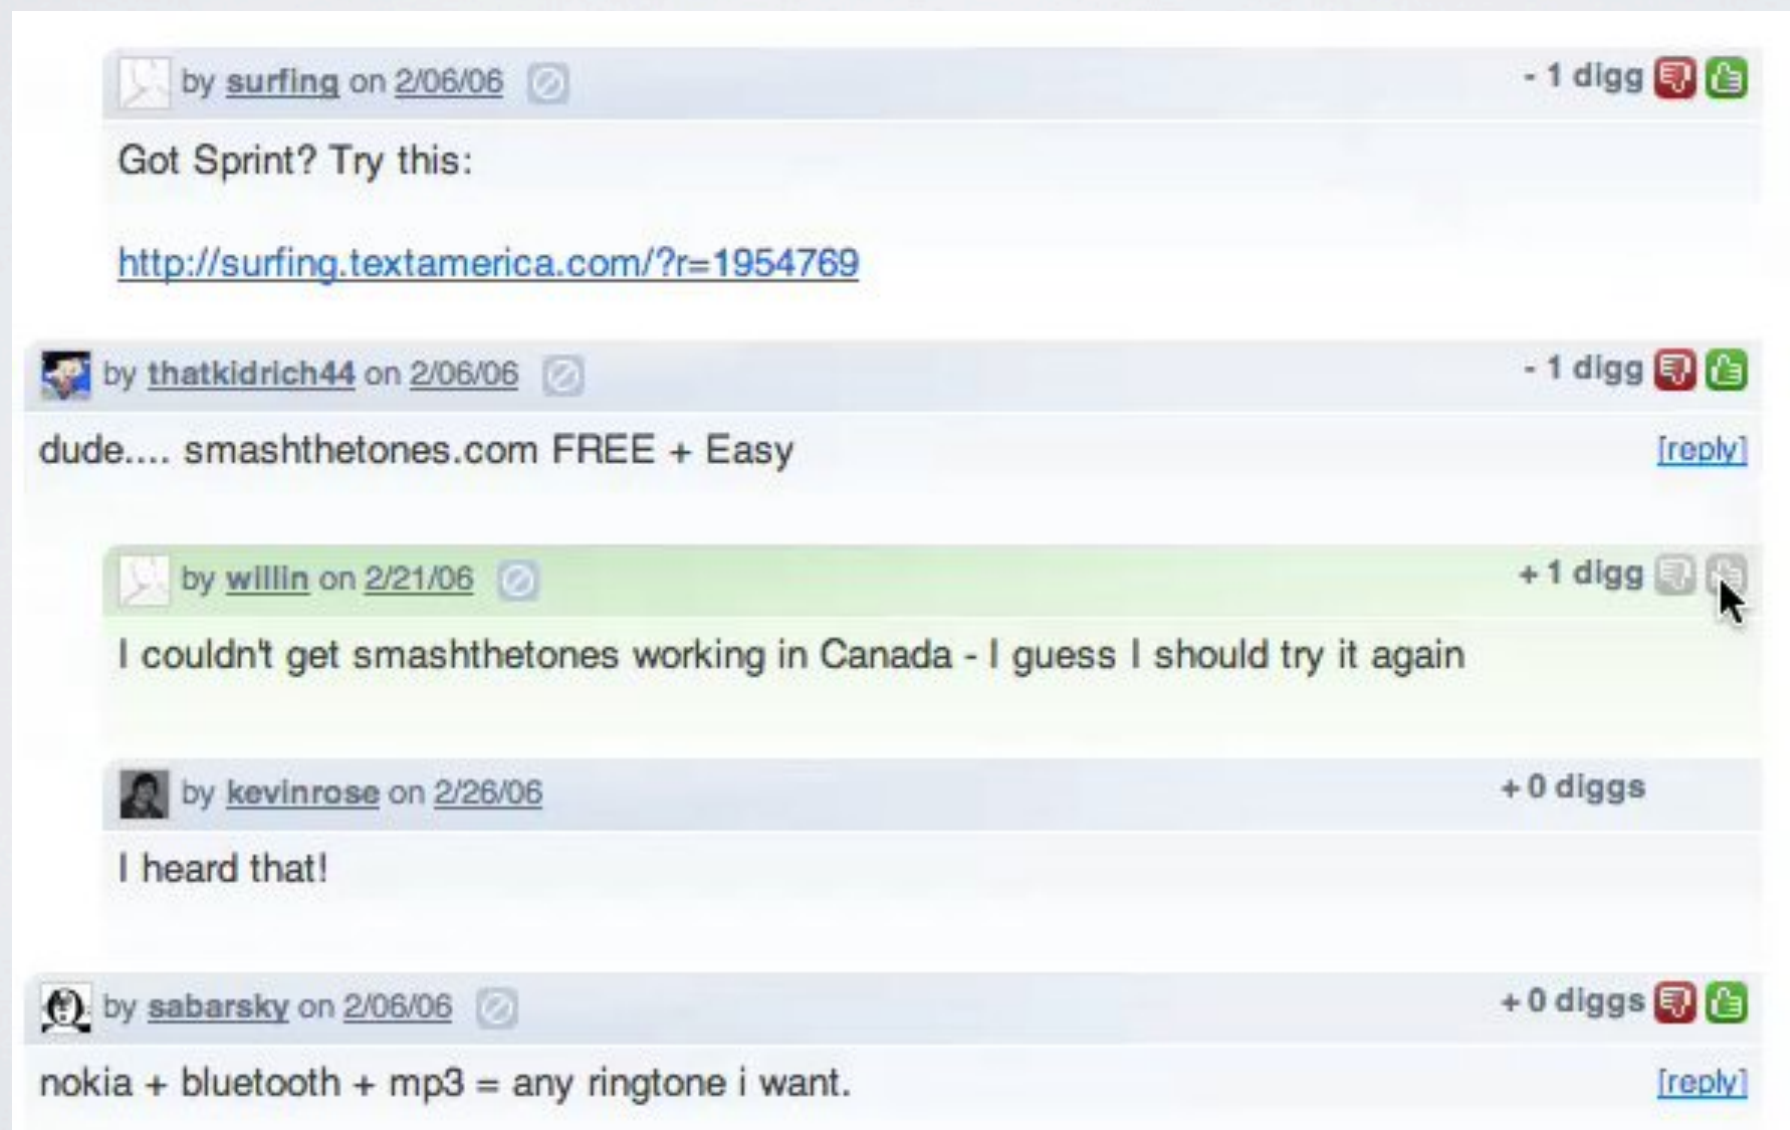 by surfing on 2/06/06 - 1 digg
Got Sprint? Try this:
http://surfing.textamerica.com/?r=1954769
by thatkidrich44 on 2/06/06 - 1 digg
dude.... smashthetones.com FREE + Easy [reply]
by willin on 2/21/06 + 1 digg
I couldn't get smashthetones working in Canada - I guess I should try it again
by kevinrose on 2/26/06 + 0 diggs
I heard that!
by sabarsky on 2/06/06 + 0 diggs
nokia + bluetooth + mp3 = any ringtone i want. [reply]